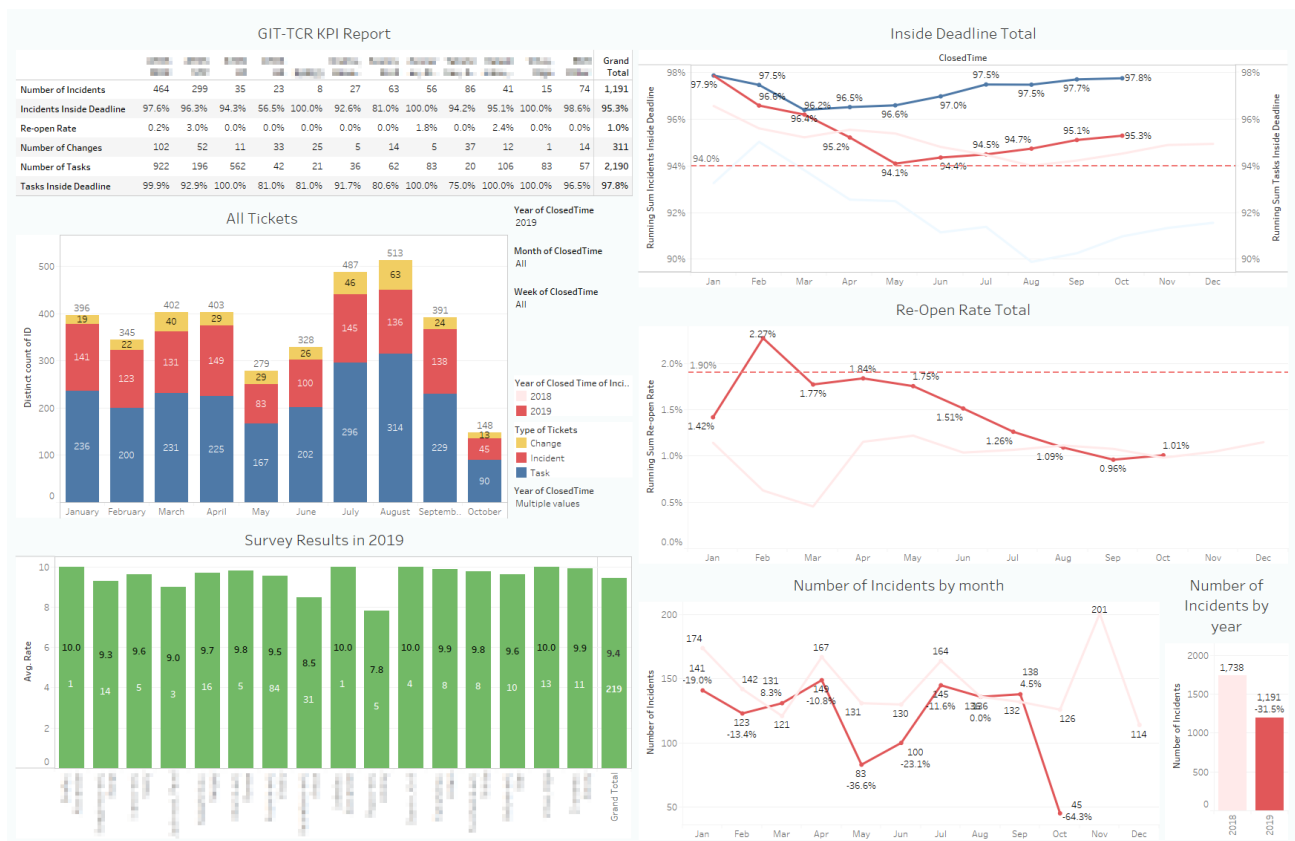 GIT-TCR KPI Report
Grand
Total
Number of Incidents 464 299 35 23 8 27 63 56 86 41 15 74 1,191
Incidents Inside Deadline 97.6% 96.3% 94.3% 56.5% 100.0% 92.6% 81.0% 100.0% 94.2% 95.1% 100.0% 98.6% 95.3%
Re-open Rate 0.2% 3.0% 0.0% 0.0% 0.0% 0.0% 0.0% 1.8% 0.0% 2.4% 0.0% 0.0% 1.0%
Number of Changes 102 52 11 33 25 5 14 5 37 12 1 14 311
Number of Tasks 922 196 562 42 21 36 62 83 20 106 83 57 2,190
Tasks Inside Deadline 99.9% 92.9% 100.0% 81.0% 81.0% 91.7% 80.6% 100.0% 75.0% 100.0% 100.0% 96.5% 97.8%
All Tickets
Distinct count of ID
500
400
300
200
100
0
396 345 402 403 279 328 487 513 391 148
19 22 40 29 29 26 46 63 24 13
141 123 131 149 83 100 145 136 138 45
236 200 231 225 167 202 296 314 229 90
January February March April May June July August Septemb.. October
Year of ClosedTime
2019
Month of ClosedTime
All
Week of ClosedTime
All
Year of Closed Time of Inci..
2018
2019
Type of Tickets
Change
Incident
Task
Year of ClosedTime
Multiple values
Survey Results in 2019
Avg. Rate
10
8
6
4
2
0
10.0 9.3 9.6 9.0 9.7 9.8 9.5 8.5 10.0 7.8 10.0 9.9 9.8 9.6 10.0 9.9 9.4
1 14 5 3 16 5 84 31 1 5 4 8 8 10 13 11 219
Grand Total
Inside Deadline Total
ClosedTime
Running Sum Incidents Inside Deadline
98%
96%
94%
92%
90%
94.0%
97.9% 97.5% 96.2% 96.5% 96.6% 97.0% 97.5% 97.5% 97.7% 97.8%
96.6% 96.4% 95.2% 94.1% 94.4% 94.5% 94.7% 95.1% 95.3%
98%
96%
94%
92%
90%
Running Sum Tasks Inside Deadline
Jan Feb Mar Apr May Jun Jul Aug Sep Oct Nov Dec
Re-Open Rate Total
Running Sum Re-open Rate
2.0%
1.5%
1.0%
0.5%
0.0%
1.90%
1.42% 2.27% 1.77% 1.84% 1.75% 1.51% 1.26% 1.09% 0.96% 1.01%
Jan Feb Mar Apr May Jun Jul Aug Sep Oct Nov Dec
Number of Incidents by month
Number of Incidents
200
150
100
50
174 142 121 167 131 130 164 136 132 126 201 114
141 123 131 149 83 100 145 136 138 45
-19.0% -13.4% 8.3% -10.8% -36.6% -23.1% -11.6% 0.0% 4.5% -64.3%
Jan Feb Mar Apr May Jun Jul Aug Sep Oct Nov Dec
Number of
Incidents by
year
Number of Incidents
2000
1500
1000
500
0
1,738
1,191
-31.5%
2018 2019